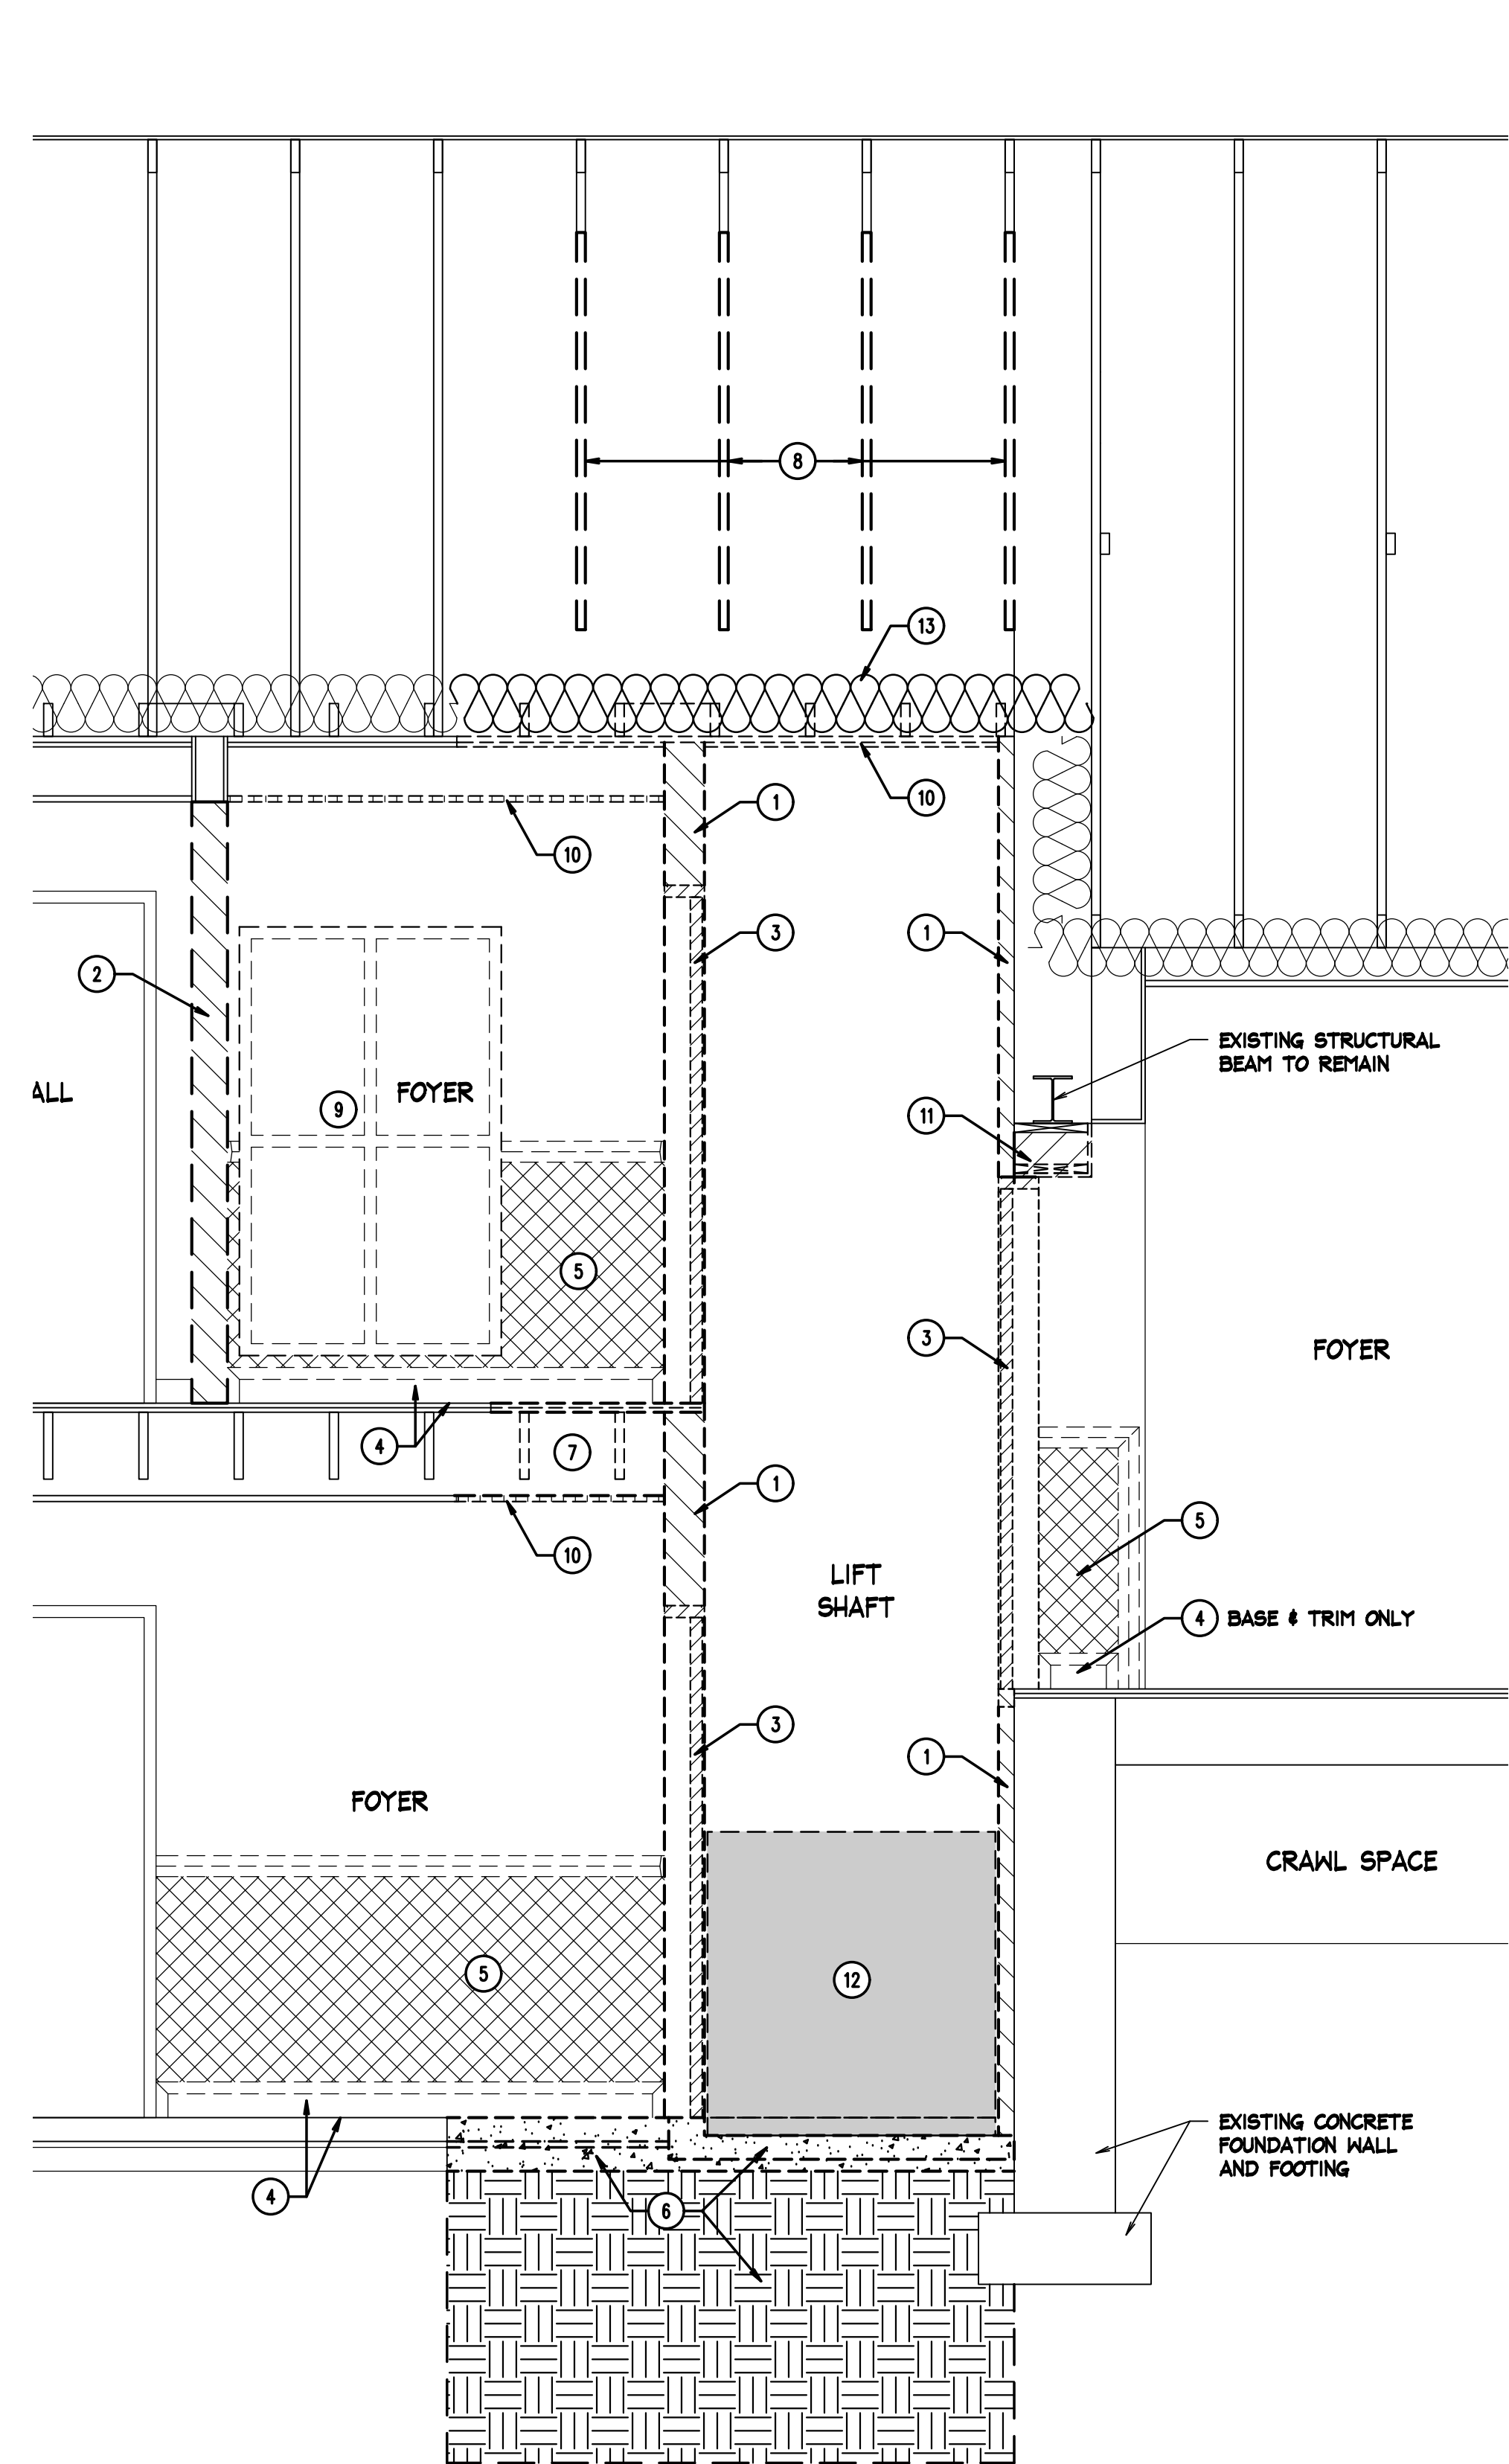 8
13
1
10
10
3
1
2
EXISTING STRUCTURAL
BEAM TO REMAIN
ALL
FOYER
9
11
5
3
FOYER
4
7
1
5
10
LIFT
SHAFT
4 BASE & TRIM ONLY
3
1
FOYER
CRAWL SPACE
5
12
EXISTING CONCRETE
FOUNDATION WALL
AND FOOTING
4
6